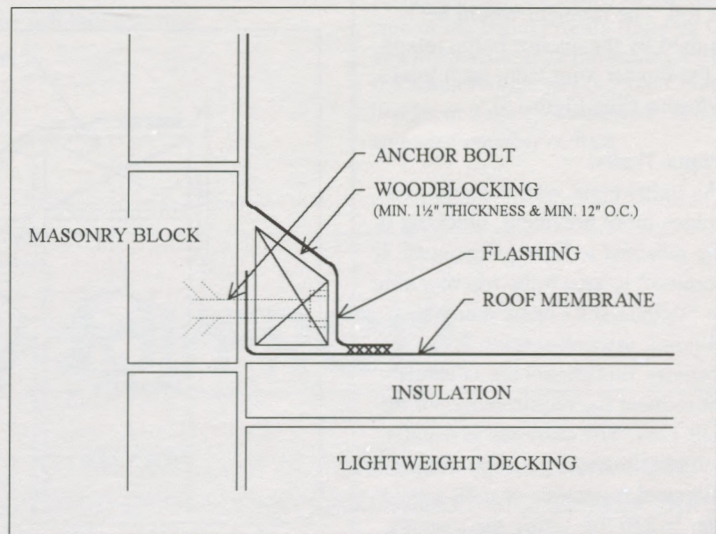 ANCHOR BOLT
WOODBLOCKING
(MIN. 1½" THICKNESS & MIN. 12" O.C.)
MASONRY BLOCK
FLASHING
ROOF MEMBRANE
INSULATION
'LIGHTWEIGHT' DECKING